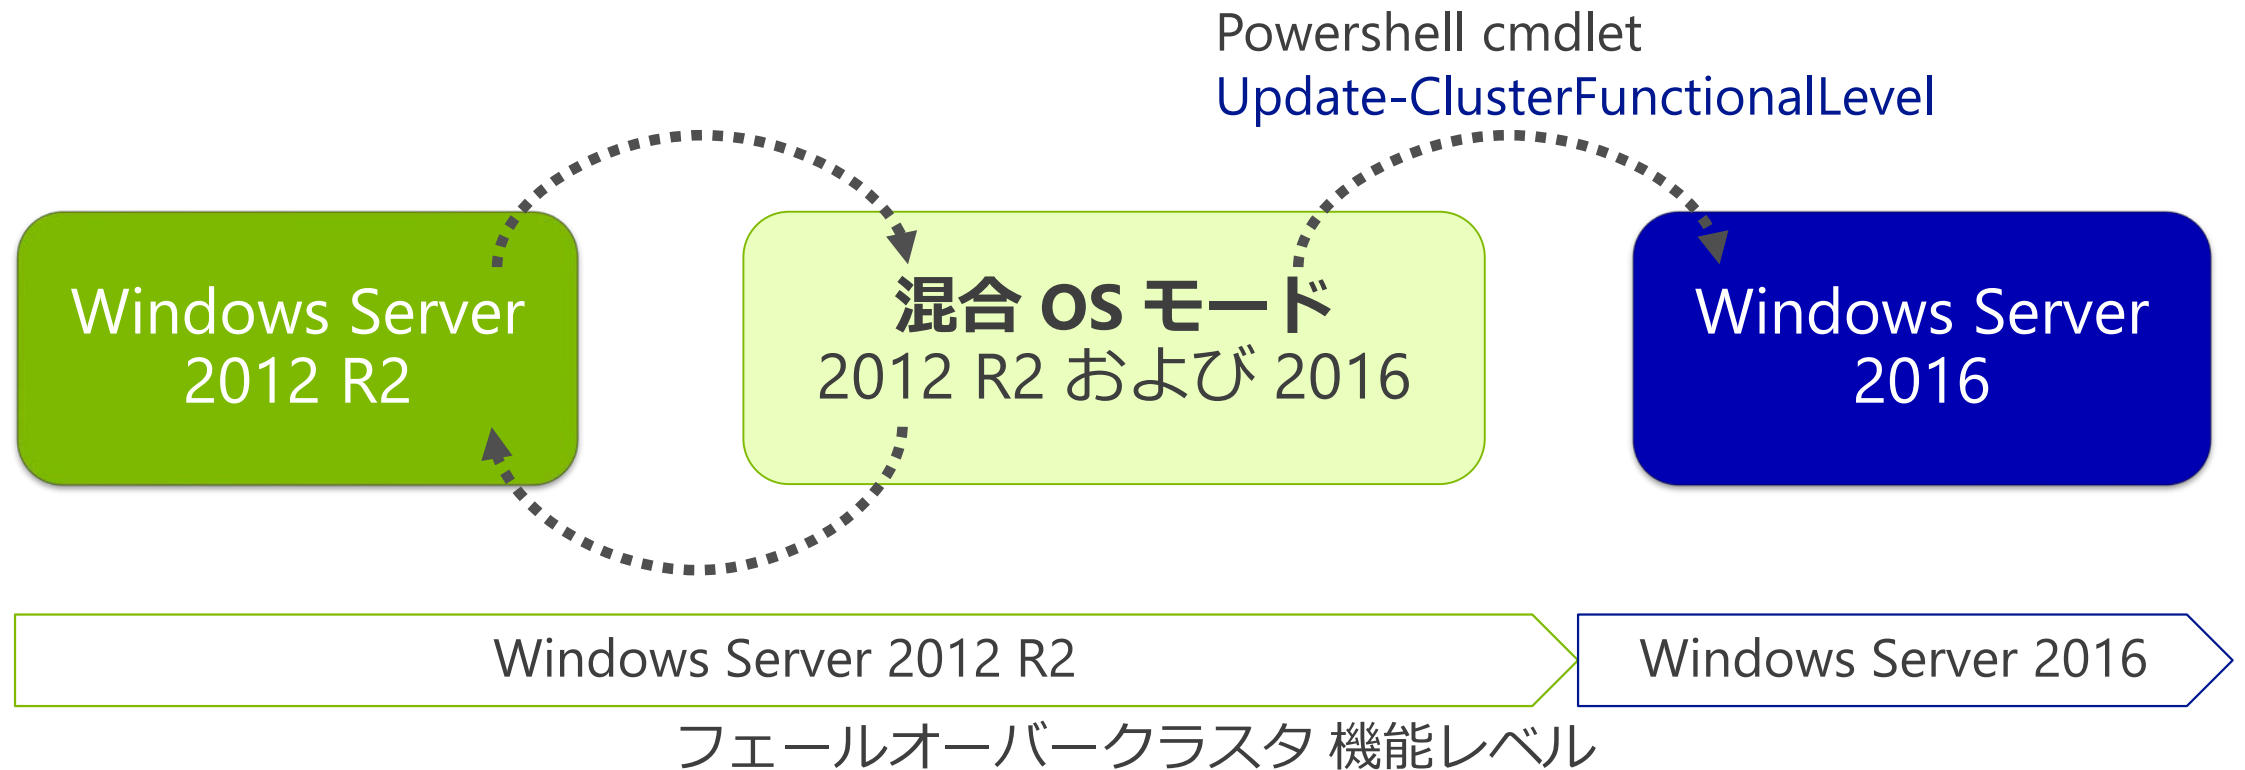 Powershell cmdlet
Update-ClusterFunctionalLevel
Windows Server
2012 R2
混合 OS モード
2012 R2 および 2016
Windows Server
2016
Windows Server 2012 R2
Windows Server 2016
フェールオーバークラスタ 機能レベル